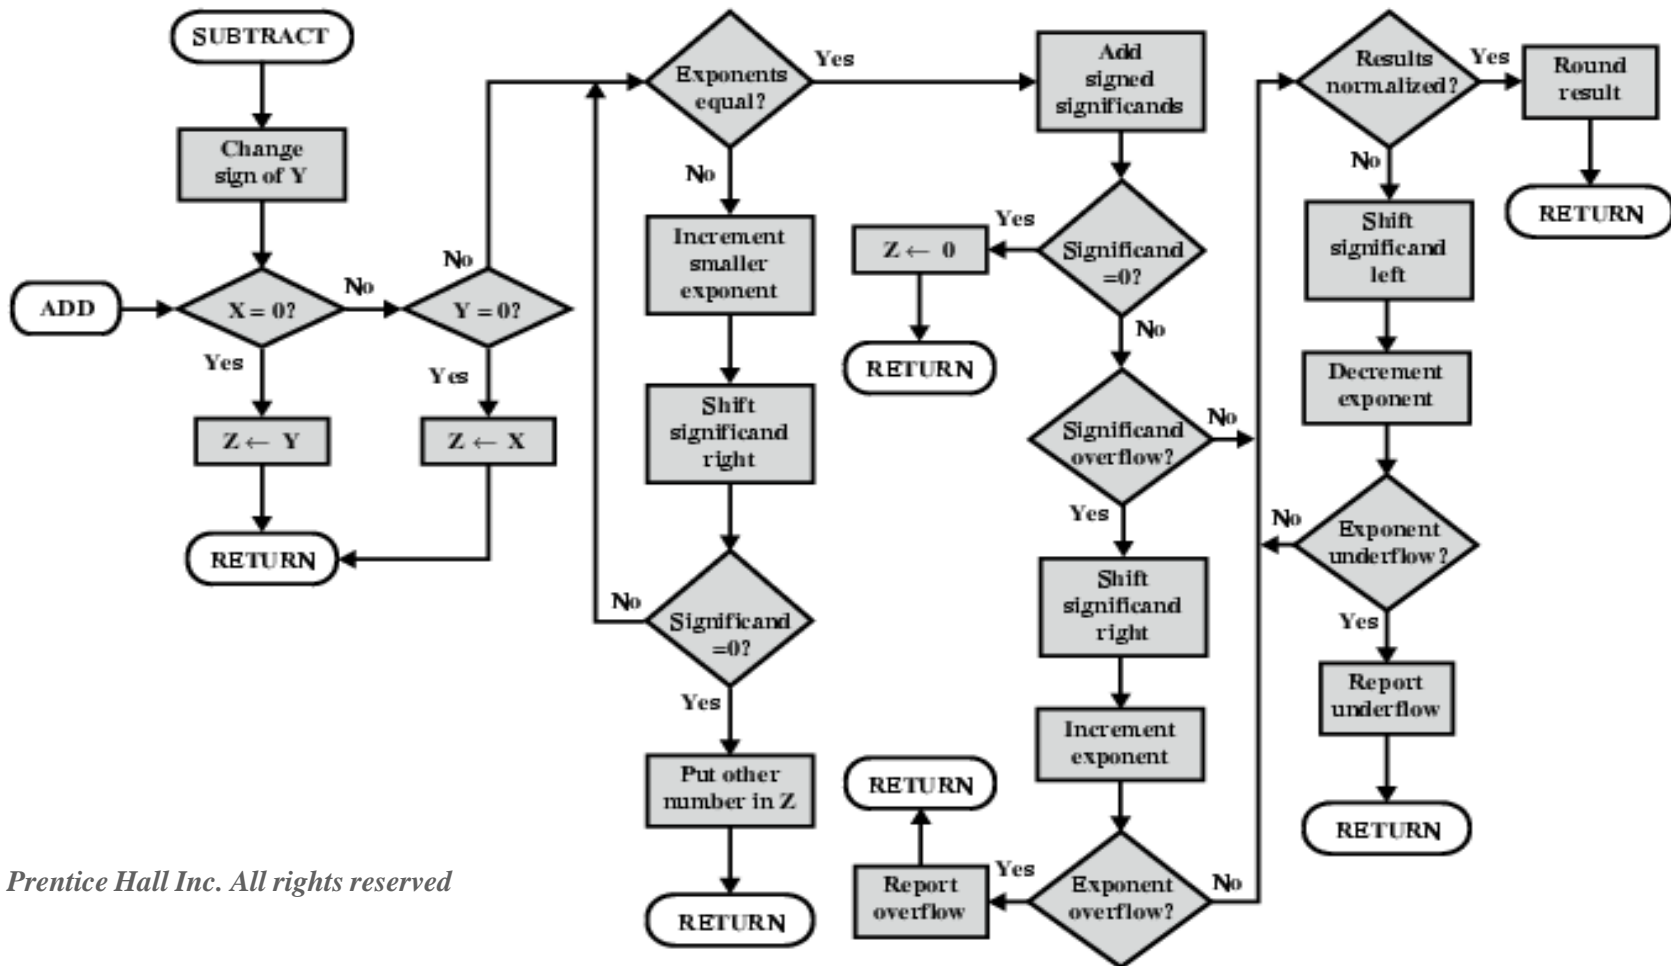 SUBTRACT
Change
sign of Y
ADD
X = 0?
No
Yes
Z ← Y
RETURN
Y = 0?
No
Yes
Z ← X
Exponents
equal?
Yes
No
Increment
smaller
exponent
Shift
significand
right
Significand
=0?
No
Yes
Put other
number in Z
RETURN
Add
signed
significands
Significand
=0?
Yes
Z ← 0
RETURN
No
Significand
overflow?
No
Yes
Shift
significand
right
Increment
exponent
Exponent
overflow?
Yes
Report
overflow
RETURN
No
Results
normalized?
Yes
Round
result
RETURN
No
Shift
significand
left
Decrement
exponent
Exponent
underflow?
No
Yes
Report
underflow
RETURN
Prentice Hall Inc. All rights reserved